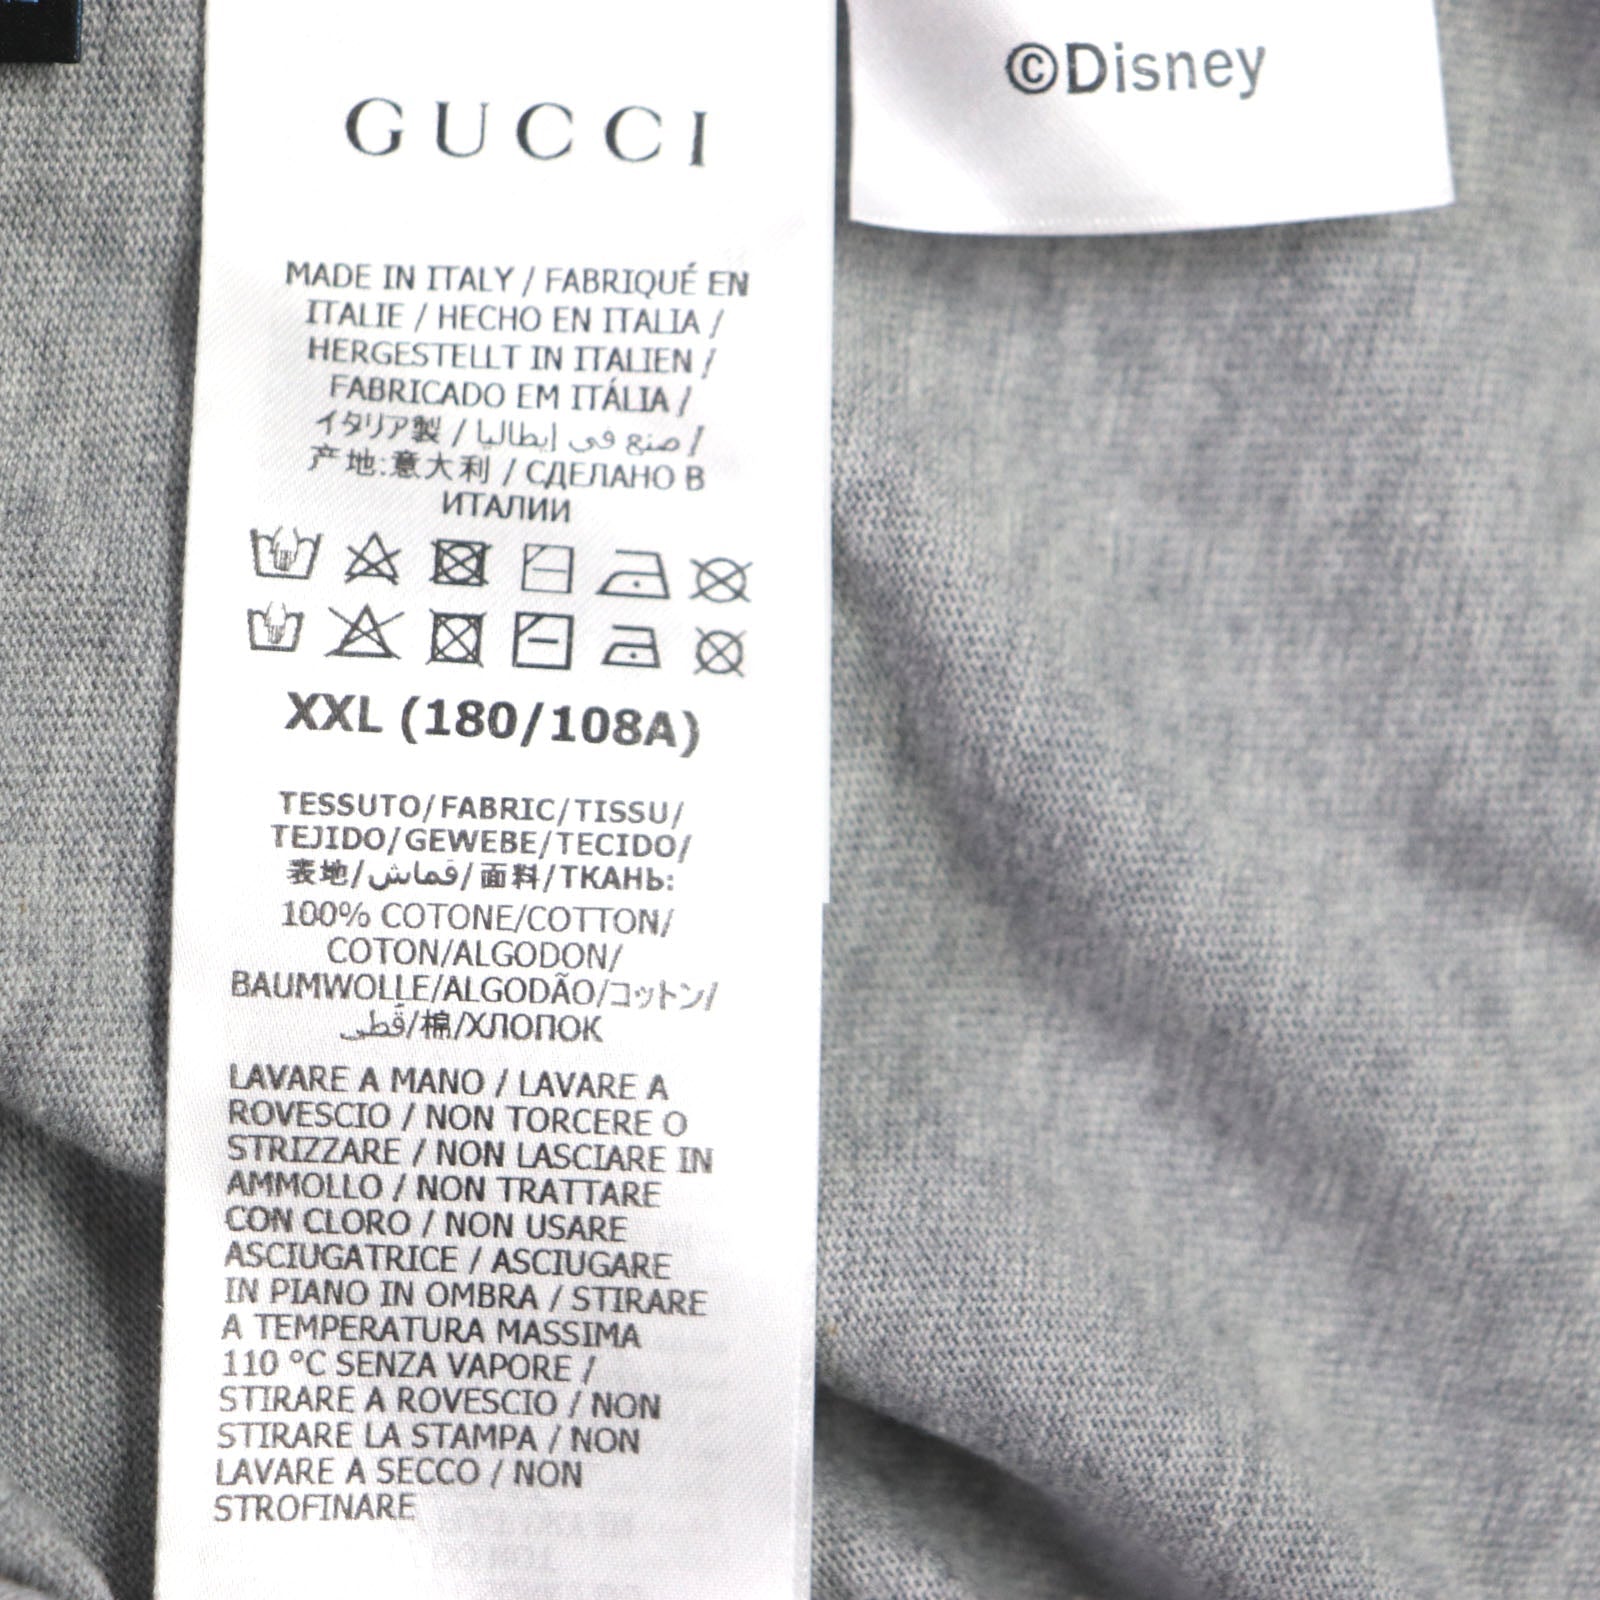 GUCCI
©Disney
MADE IN ITALY / FABRIQUÉ EN
ITALIE / HECHO EN ITALIA /
HERGESTELLT IN ITALIEN /
FABRICADO EM ITÁLIA /
イタリア製 / صنع في إيطاليا /
产地:意大利 / СДЕЛАНО В
ИТАЛИИ
XXL (180/108A)
TESSUTO/FABRIC/TISSU/
TEJIDO/GEWEBE/TECIDO/
表地/قماش/面料/ТКАНЬ:
100% COTONE/COTTON/
COTON/ALGODON/
BAUMWOLLE/ALGODÃO/コットン/
قُطن/棉/ХЛОПОК
LAVARE A MANO / LAVARE A
ROVESCIO / NON TORCERE O
STRIZZARE / NON LASCIARE IN
AMMOLLO / NON TRATTARE
CON CLORO / NON USARE
ASCIUGATRICE / ASCIUGARE
IN PIANO IN OMBRA / STIRARE
A TEMPERATURA MASSIMA
110 °C SENZA VAPORE /
STIRARE A ROVESCIO / NON
STIRARE LA STAMPA / NON
LAVARE A SECCO / NON
STROFINARE